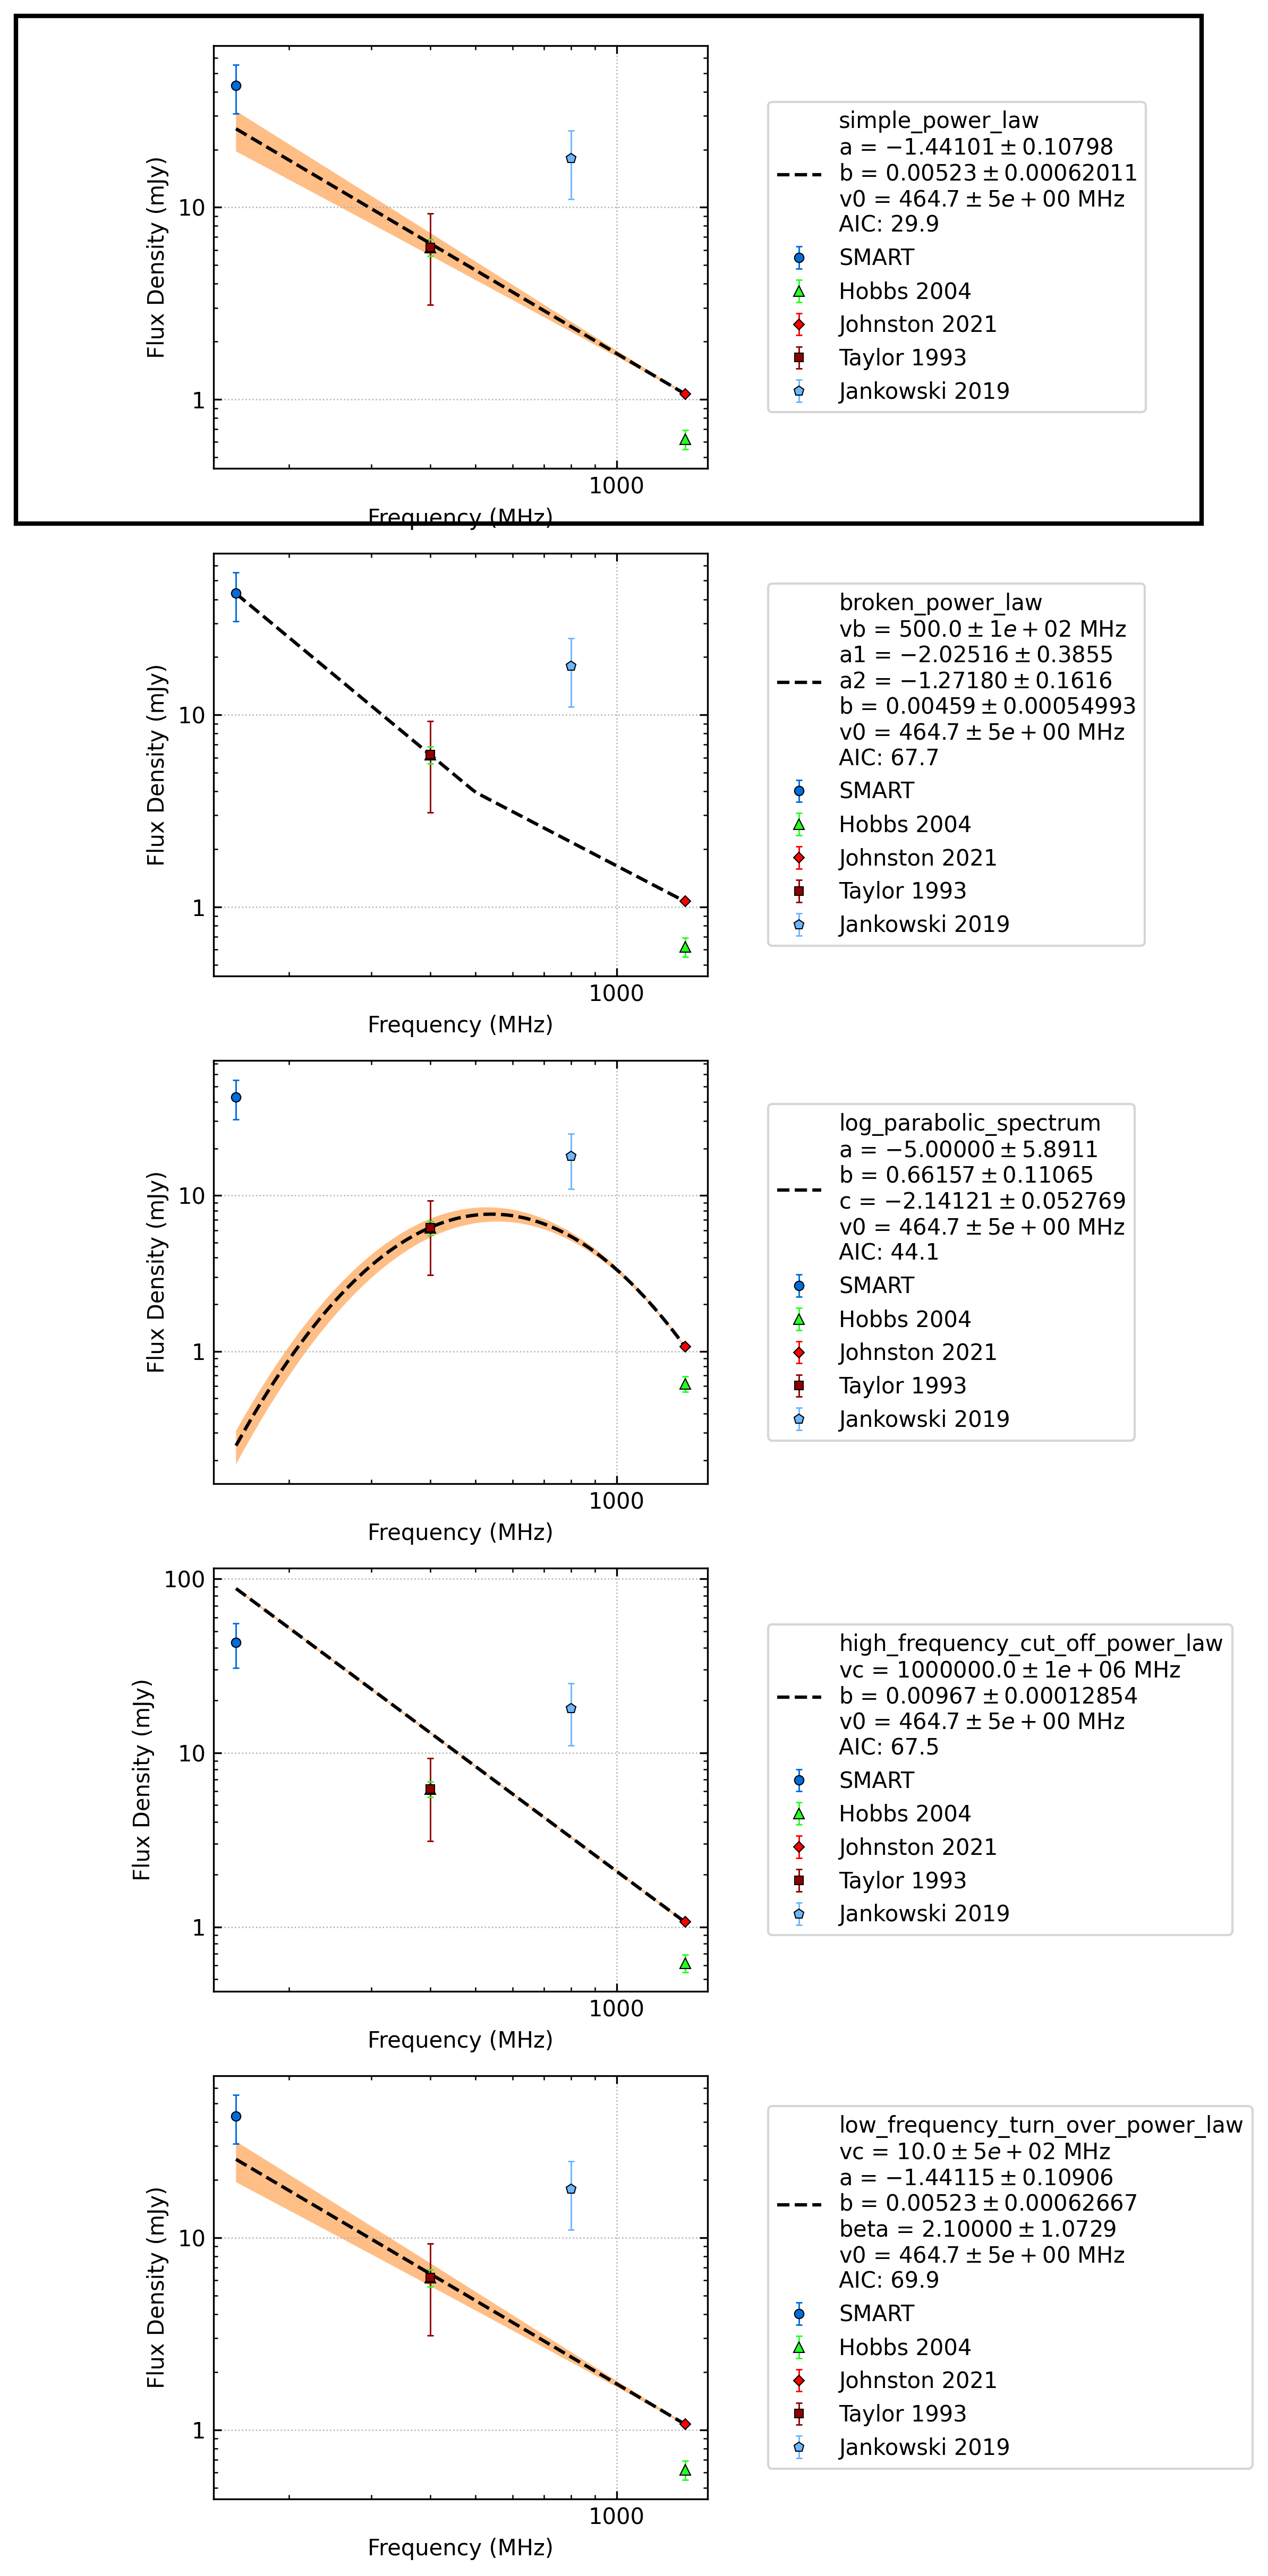 10
1
Flux Density (mJy)
1000
Frequency (MHz)
simple_power_law
a = −1.44101 ± 0.10798
b = 0.00523 ± 0.00062011
v0 = 464.7 ± 5e + 00 MHz
AIC: 29.9
SMART
Hobbs 2004
Johnston 2021
Taylor 1993
Jankowski 2019
10
1
Flux Density (mJy)
1000
Frequency (MHz)
broken_power_law
vb = 500.0 ± 1e + 02 MHz
a1 = −2.02516 ± 0.3855
a2 = −1.27180 ± 0.1616
b = 0.00459 ± 0.00054993
v0 = 464.7 ± 5e + 00 MHz
AIC: 67.7
SMART
Hobbs 2004
Johnston 2021
Taylor 1993
Jankowski 2019
10
1
Flux Density (mJy)
1000
Frequency (MHz)
log_parabolic_spectrum
a = −5.00000 ± 5.8911
b = 0.66157 ± 0.11065
c = −2.14121 ± 0.052769
v0 = 464.7 ± 5e + 00 MHz
AIC: 44.1
SMART
Hobbs 2004
Johnston 2021
Taylor 1993
Jankowski 2019
100
10
1
Flux Density (mJy)
1000
Frequency (MHz)
high_frequency_cut_off_power_law
vc = 1000000.0 ± 1e + 06 MHz
b = 0.00967 ± 0.00012854
v0 = 464.7 ± 5e + 00 MHz
AIC: 67.5
SMART
Hobbs 2004
Johnston 2021
Taylor 1993
Jankowski 2019
10
1
Flux Density (mJy)
1000
Frequency (MHz)
low_frequency_turn_over_power_law
vc = 10.0 ± 5e + 02 MHz
a = −1.44115 ± 0.10906
b = 0.00523 ± 0.00062667
beta = 2.10000 ± 1.0729
v0 = 464.7 ± 5e + 00 MHz
AIC: 69.9
SMART
Hobbs 2004
Johnston 2021
Taylor 1993
Jankowski 2019